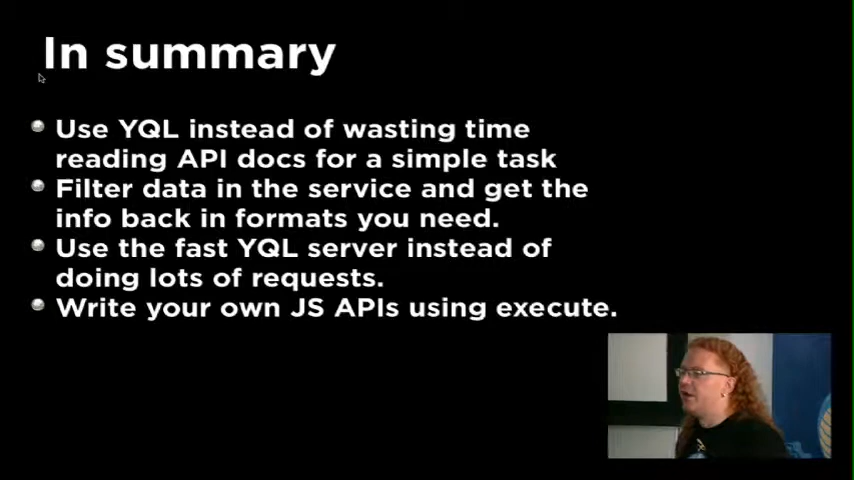 In summary
Use YQL instead of wasting time
reading API docs for a simple task
Filter data in the service and get the
info back in formats you need.
Use the fast YQL server instead of
doing lots of requests.
Write your own JS APIs using execute.